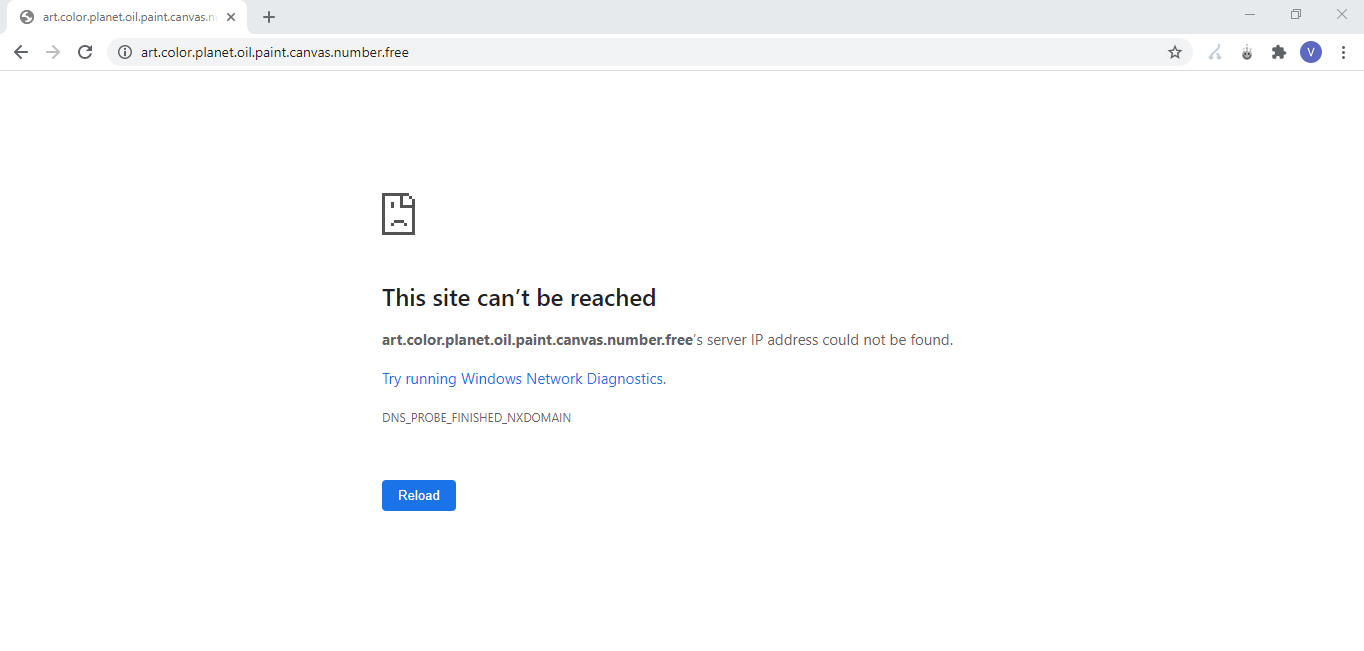 art.color.planet.oil.paint.canvas.n
art.color.planet.oil.paint.canvas.number.free
V
This site can’t be reached
art.color.planet.oil.paint.canvas.number.free's server IP address could not be found.
Try running Windows Network Diagnostics.
DNS_PROBE_FINISHED_NXDOMAIN
Reload